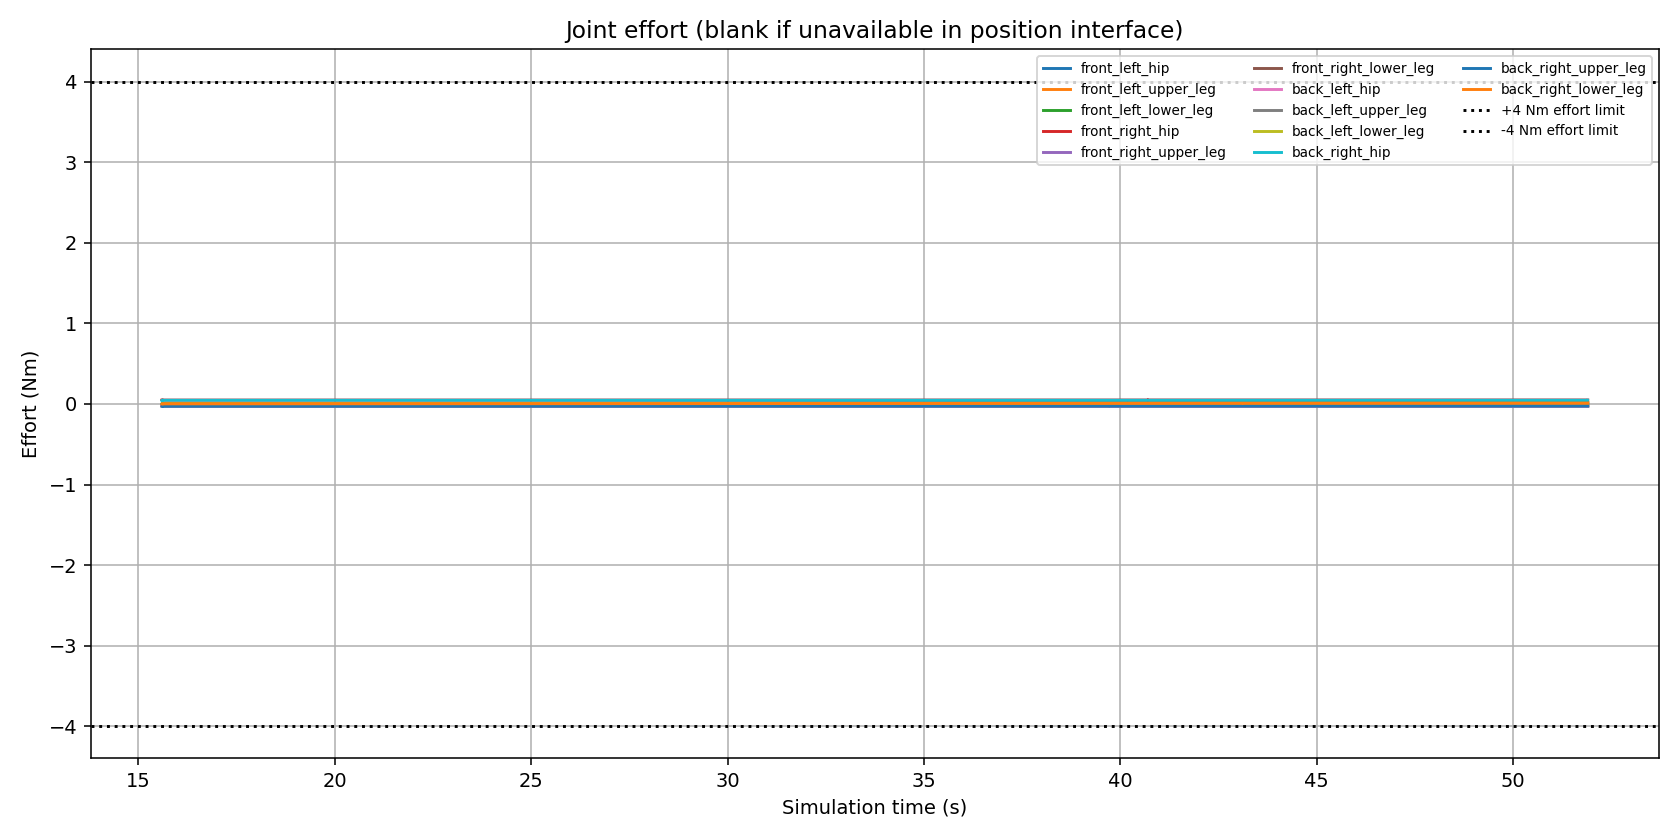 Joint effort (blank if unavailable in position interface)
4
3
2
1
0
−1
−2
−3
−4
Effort (Nm)
front_left_hip
front_left_upper_leg
front_left_lower_leg
front_right_hip
front_right_upper_leg
front_right_lower_leg
back_left_hip
back_left_upper_leg
back_left_lower_leg
back_right_hip
back_right_upper_leg
back_right_lower_leg
+4 Nm effort limit
-4 Nm effort limit
15 20 25 30 35 40 45 50
Simulation time (s)